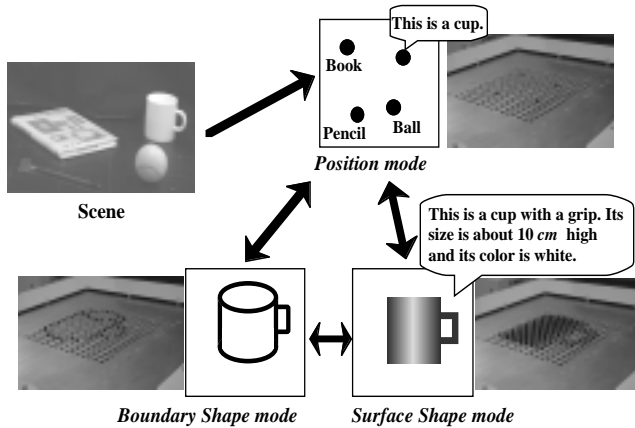 This is a cup.
Book
Pencil
Ball
Position mode
Scene
This is a cup with a grip. Its
size is about 10 cm high
and its color is white.
Boundary Shape mode
Surface Shape mode